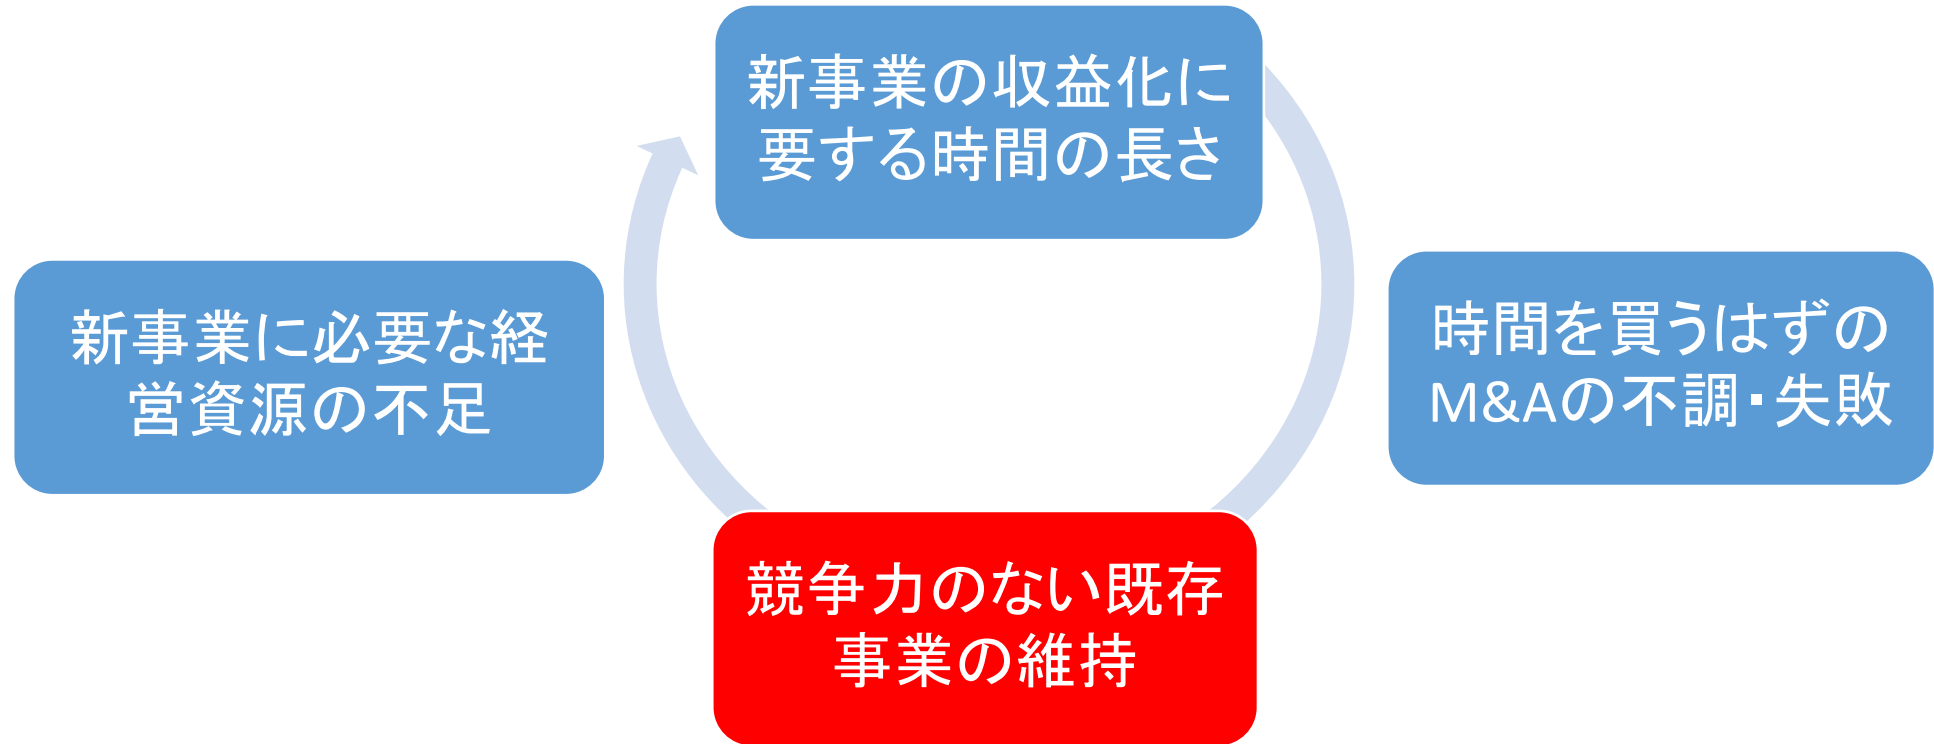 新事業の収益化に
要する時間の長さ
時間を買うはずの
M&Aの不調・失敗
競争力のない既存
事業の維持
新事業に必要な経
営資源の不足